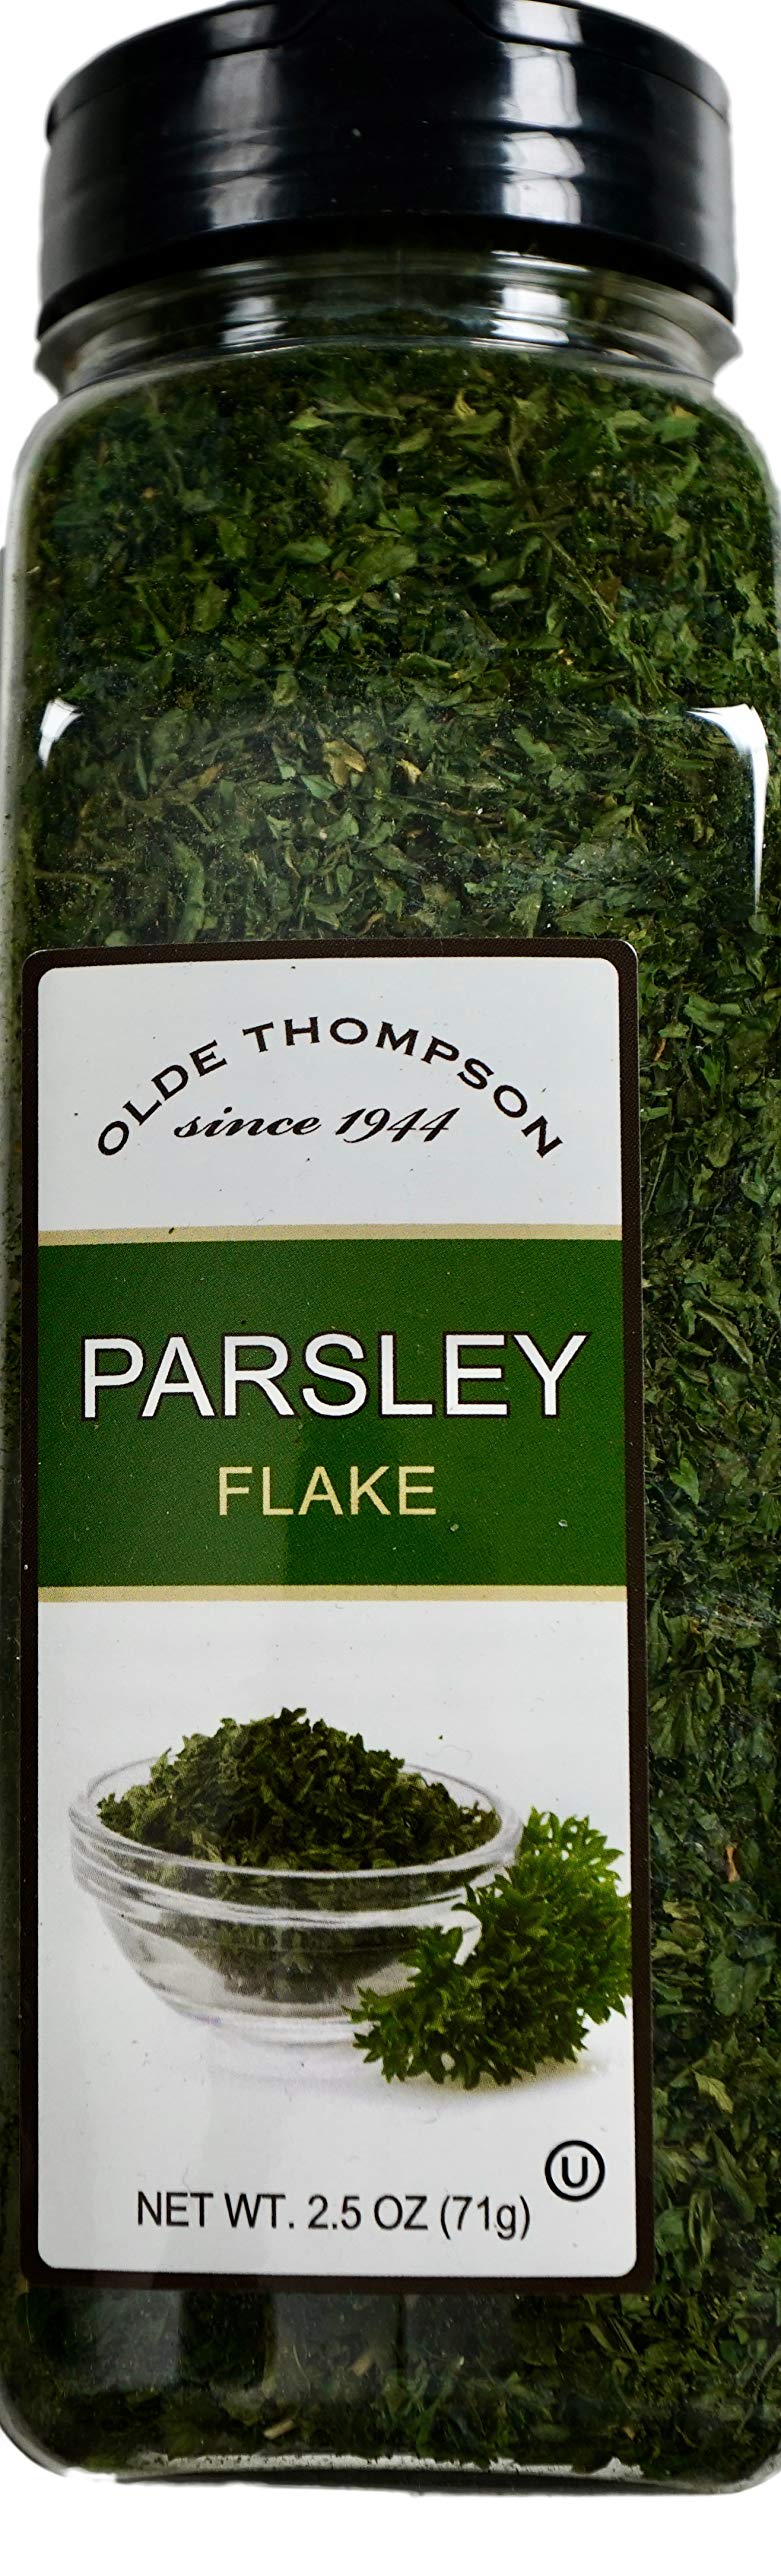 OLDE THOMPSON
since 1944
PARSLEY
FLAKE
U
NET WT. 2.5 OZ (71g)